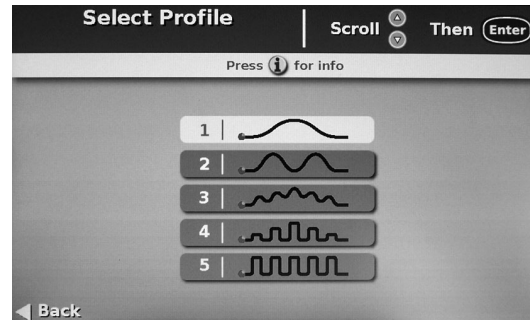 Select Profile
Scroll Then Enter
Press i for info
1
2
3
4
5
Back